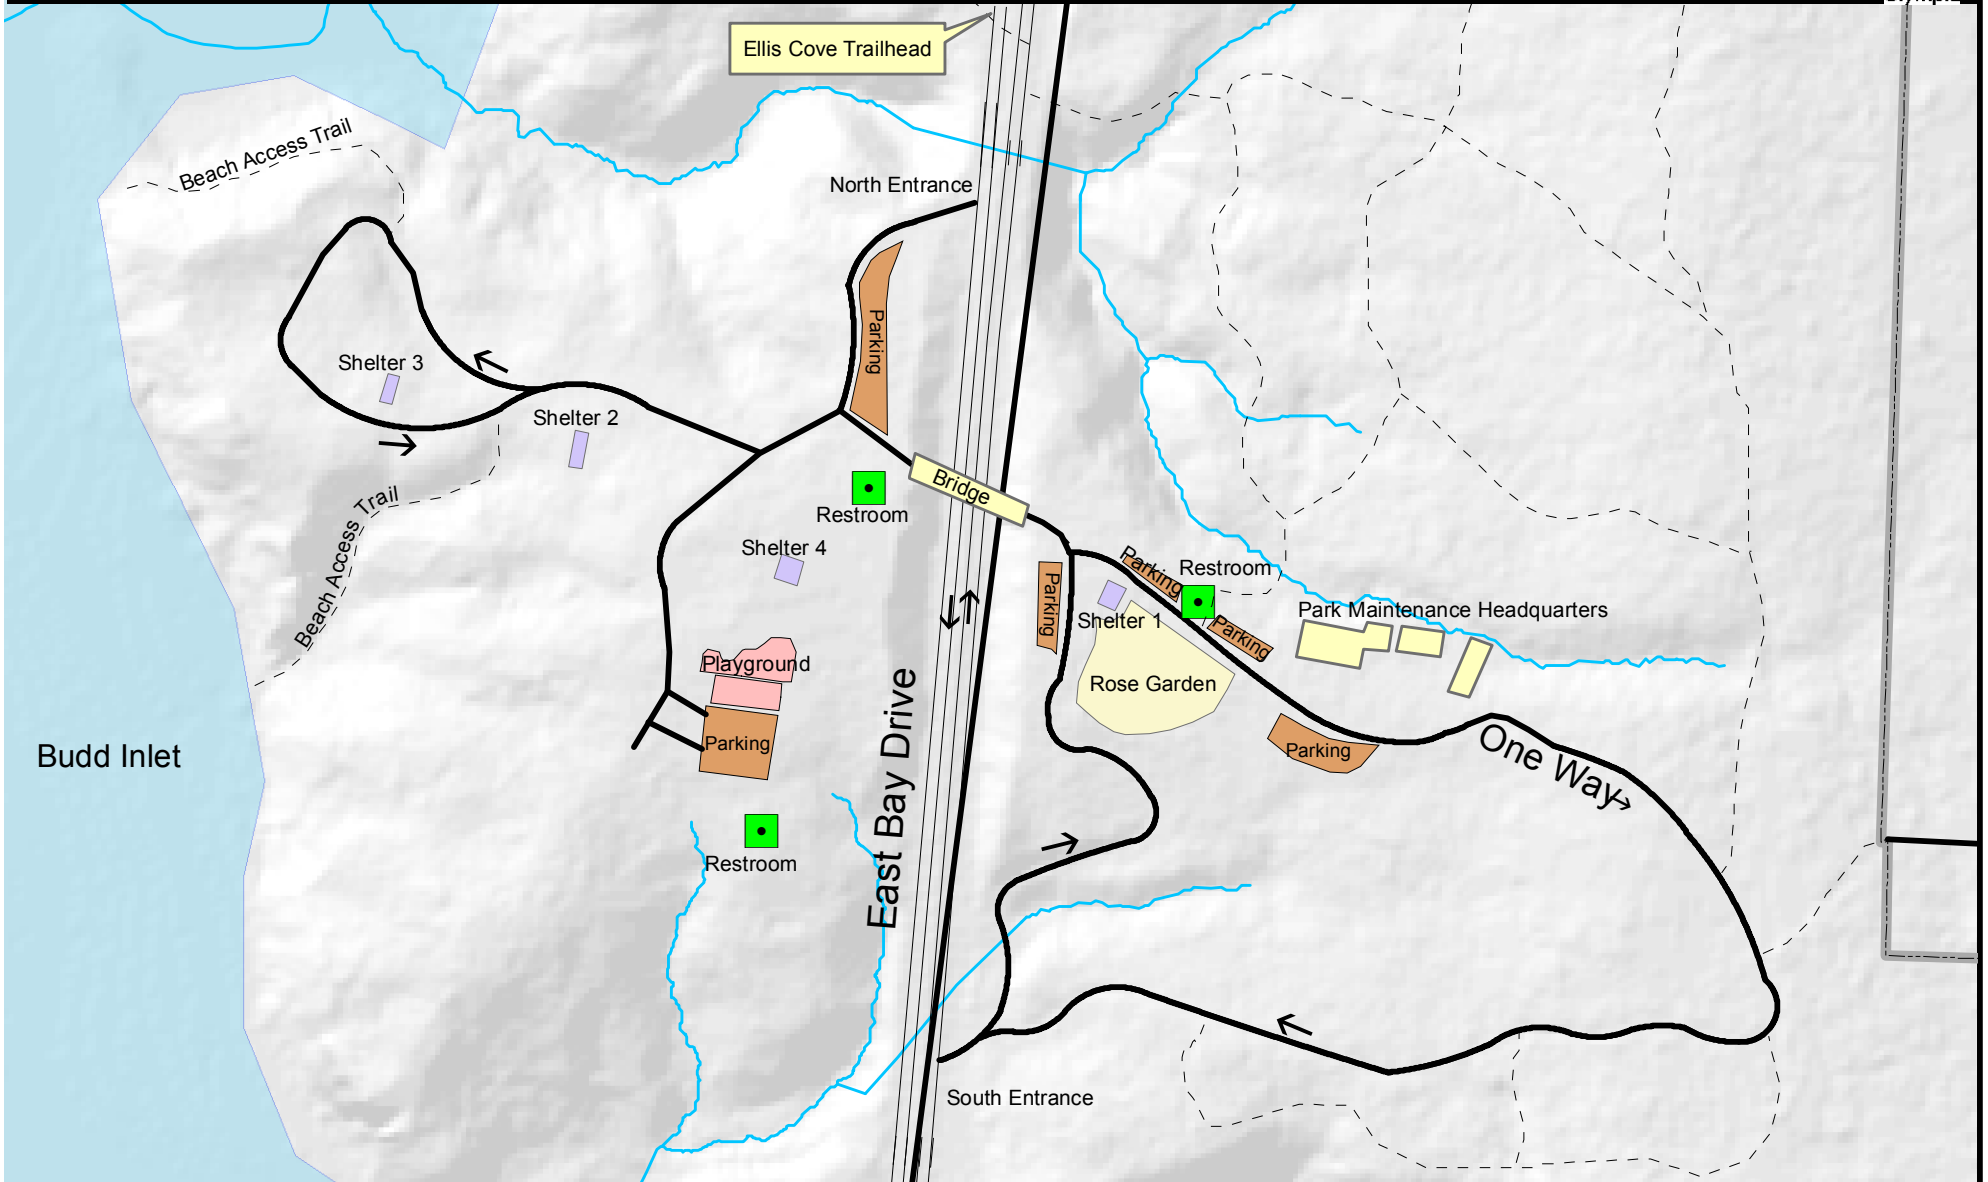 Ellis Cove Trailhead
Beach Access Trail
North Entrance
Parking
Shelter 3
Shelter 2
Bridge
Restroom
Beach Access Trail
Shelter 4
Parking
Restroom
Parking
Park Maintenance Headquarters
Shelter 1
Parking
Playground
Rose Garden
East Bay Drive
Parking
Parking
One Way
Budd Inlet
Restroom
South Entrance